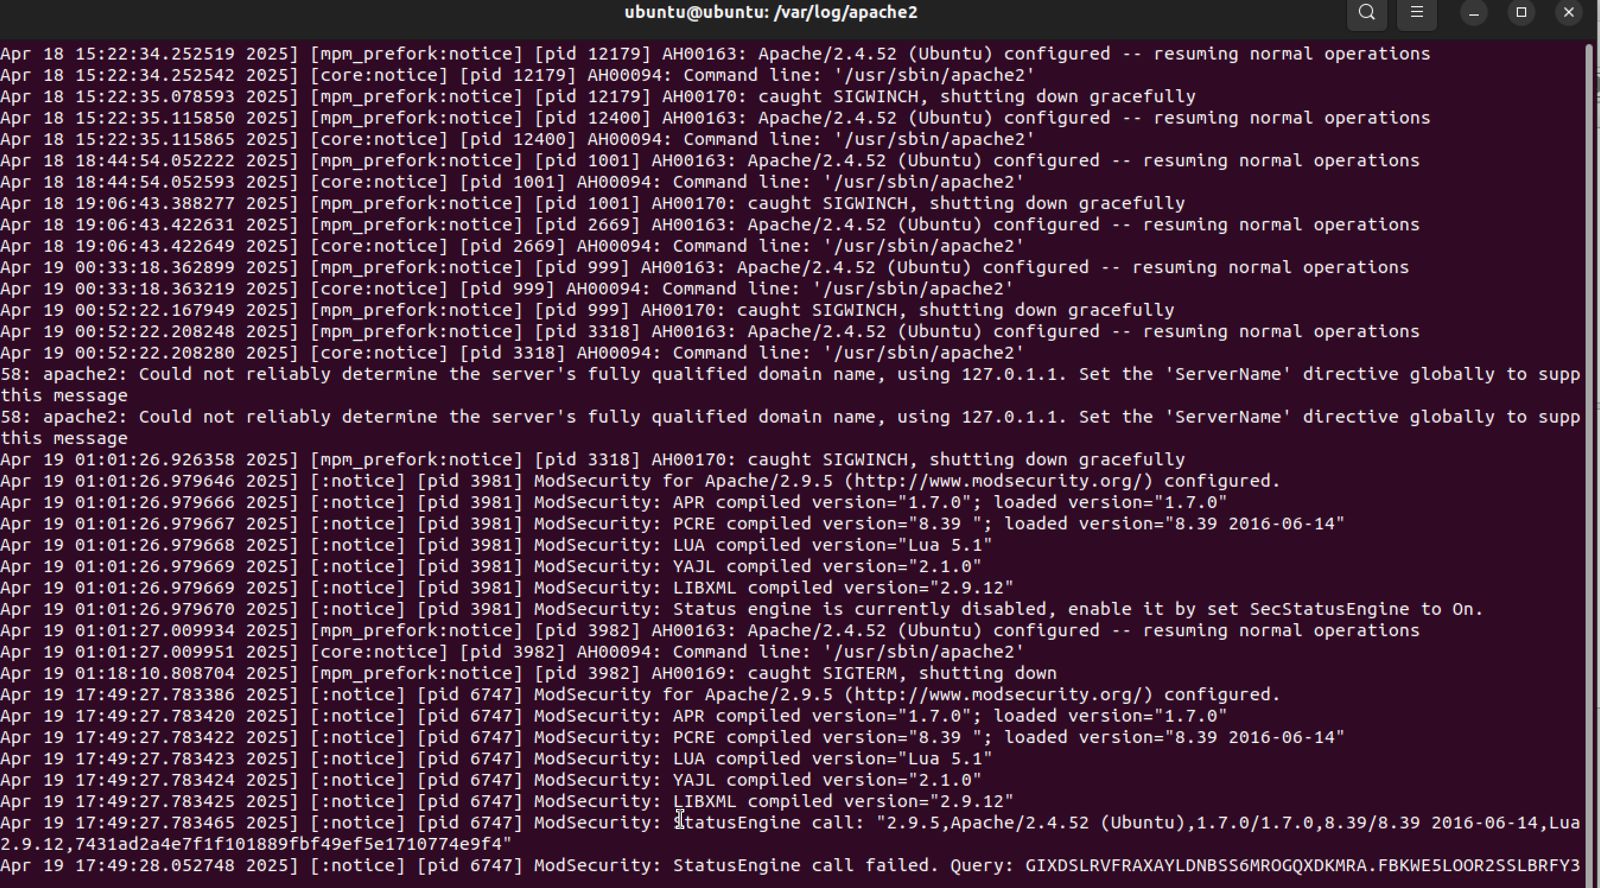 ubuntu@ubuntu: /var/log/apache2
Apr 18 15:22:34.252519 2025] [mpm_prefork:notice] [pid 12179] AH00163: Apache/2.4.52 (Ubuntu) configured -- resuming normal operations
Apr 18 15:22:34.252542 2025] [core:notice] [pid 12179] AH00094: Command line: '/usr/sbin/apache2'
Apr 18 15:22:35.078593 2025] [mpm_prefork:notice] [pid 12179] AH00170: caught SIGWINCH, shutting down gracefully
Apr 18 15:22:35.115850 2025] [mpm_prefork:notice] [pid 12400] AH00163: Apache/2.4.52 (Ubuntu) configured -- resuming normal operations
Apr 18 15:22:35.115865 2025] [core:notice] [pid 12400] AH00094: Command line: '/usr/sbin/apache2'
Apr 18 18:44:54.052222 2025] [mpm_prefork:notice] [pid 1001] AH00163: Apache/2.4.52 (Ubuntu) configured -- resuming normal operations
Apr 18 18:44:54.052593 2025] [core:notice] [pid 1001] AH00094: Command line: '/usr/sbin/apache2'
Apr 18 19:06:43.388277 2025] [mpm_prefork:notice] [pid 1001] AH00170: caught SIGWINCH, shutting down gracefully
Apr 18 19:06:43.422631 2025] [mpm_prefork:notice] [pid 2669] AH00163: Apache/2.4.52 (Ubuntu) configured -- resuming normal operations
Apr 18 19:06:43.422649 2025] [core:notice] [pid 2669] AH00094: Command line: '/usr/sbin/apache2'
Apr 19 00:33:18.362899 2025] [mpm_prefork:notice] [pid 999] AH00163: Apache/2.4.52 (Ubuntu) configured -- resuming normal operations
Apr 19 00:33:18.363219 2025] [core:notice] [pid 999] AH00094: Command line: '/usr/sbin/apache2'
Apr 19 00:52:22.167949 2025] [mpm_prefork:notice] [pid 999] AH00170: caught SIGWINCH, shutting down gracefully
Apr 19 00:52:22.208248 2025] [mpm_prefork:notice] [pid 3318] AH00163: Apache/2.4.52 (Ubuntu) configured -- resuming normal operations
Apr 19 00:52:22.208280 2025] [core:notice] [pid 3318] AH00094: Command line: '/usr/sbin/apache2'
58: apache2: Could not reliably determine the server's fully qualified domain name, using 127.0.1.1. Set the 'ServerName' directive globally to supp
this message
58: apache2: Could not reliably determine the server's fully qualified domain name, using 127.0.1.1. Set the 'ServerName' directive globally to supp
this message
Apr 19 01:01:26.926358 2025] [mpm_prefork:notice] [pid 3318] AH00170: caught SIGWINCH, shutting down gracefully
Apr 19 01:01:26.979646 2025] [:notice] [pid 3981] ModSecurity for Apache/2.9.5 (http://www.modsecurity.org/) configured.
Apr 19 01:01:26.979666 2025] [:notice] [pid 3981] ModSecurity: APR compiled version="1.7.0"; loaded version="1.7.0"
Apr 19 01:01:26.979667 2025] [:notice] [pid 3981] ModSecurity: PCRE compiled version="8.39 "; loaded version="8.39 2016-06-14"
Apr 19 01:01:26.979668 2025] [:notice] [pid 3981] ModSecurity: LUA compiled version="Lua 5.1"
Apr 19 01:01:26.979669 2025] [:notice] [pid 3981] ModSecurity: YAJL compiled version="2.1.0"
Apr 19 01:01:26.979669 2025] [:notice] [pid 3981] ModSecurity: LIBXML compiled version="2.9.12"
Apr 19 01:01:26.979670 2025] [:notice] [pid 3981] ModSecurity: Status engine is currently disabled, enable it by set SecStatusEngine to On.
Apr 19 01:01:27.009934 2025] [mpm_prefork:notice] [pid 3982] AH00163: Apache/2.4.52 (Ubuntu) configured -- resuming normal operations
Apr 19 01:01:27.009951 2025] [core:notice] [pid 3982] AH00094: Command line: '/usr/sbin/apache2'
Apr 19 01:18:10.808704 2025] [mpm_prefork:notice] [pid 3982] AH00169: caught SIGTERM, shutting down
Apr 19 17:49:27.783386 2025] [:notice] [pid 6747] ModSecurity for Apache/2.9.5 (http://www.modsecurity.org/) configured.
Apr 19 17:49:27.783420 2025] [:notice] [pid 6747] ModSecurity: APR compiled version="1.7.0"; loaded version="1.7.0"
Apr 19 17:49:27.783422 2025] [:notice] [pid 6747] ModSecurity: PCRE compiled version="8.39 "; loaded version="8.39 2016-06-14"
Apr 19 17:49:27.783423 2025] [:notice] [pid 6747] ModSecurity: LUA compiled version="Lua 5.1"
Apr 19 17:49:27.783424 2025] [:notice] [pid 6747] ModSecurity: YAJL compiled version="2.1.0"
Apr 19 17:49:27.783425 2025] [:notice] [pid 6747] ModSecurity: LIBXML compiled version="2.9.12"
Apr 19 17:49:27.783465 2025] [:notice] [pid 6747] ModSecurity: StatusEngine call: "2.9.5,Apache/2.4.52 (Ubuntu),1.7.0/1.7.0,8.39/8.39 2016-06-14,Lua
2.9.12,7431ad2a4e7f1f101889fbf49ef5e1710774e9f4"
Apr 19 17:49:28.052748 2025] [:notice] [pid 6747] ModSecurity: StatusEngine call failed. Query: GIXDSLRVFRAXAYLDNBSS6MROGQXDKMRA.FBKWE5LOOR2SSLBRFY3